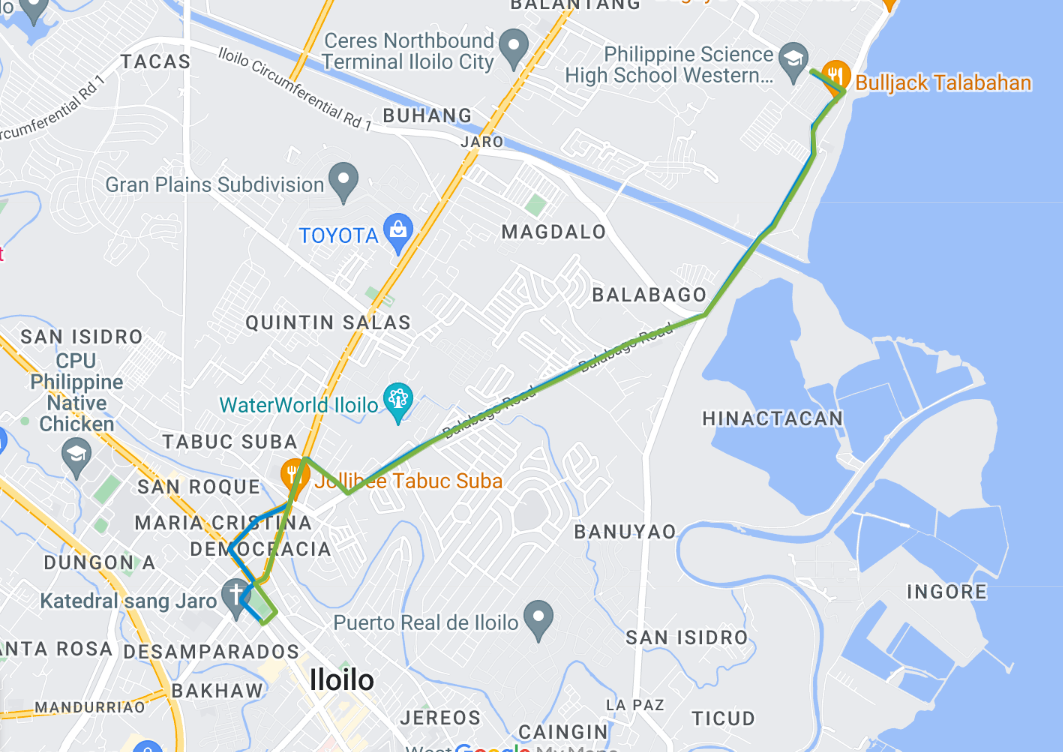 BALANTANG
Ceres Northbound
Terminal Iloilo City
Philippine Science
High School Western...
TACAS
Iloilo Circumferential Rd 1
Bulljack Talabahan
rcumferential Rd 1
BUHANG
JARO
Gran Plains Subdivision
TOYOTA
MAGDALO
BALABAGO
QUINTIN SALAS
SAN ISIDRO
Balabago Road
CPU
Philippine
Native
Chicken
WaterWorld Iloilo
Balabago Road
HINACTACAN
TABUC SUBA
Jollibee Tabuc Suba
SAN ROQUE
MARIA CRISTINA
BANUYAO
DEMOCRACIA
DUNGON A
INGORE
Katedral sang Jaro
Puerto Real de Iloilo
SAN ISIDRO
ANTA ROSA
DESAMPARADOS
Iloilo
BAKHAW
MANDURRIAO
LA PAZ
JEREOS
TICUD
CAINGIN
Google My Maps